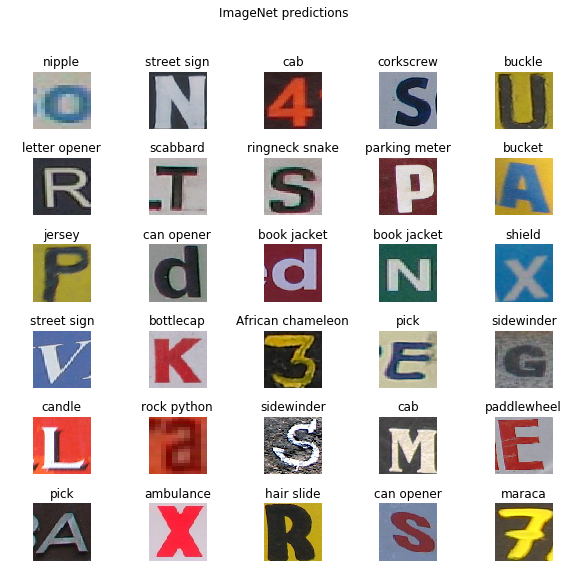 ImageNet predictions
nipple street sign cab corkscrew buckle
O N 4 S U
letter opener scabbard ringneck snake parking meter bucket
R T S P A
jersey can opener book jacket book jacket shield
P d ed N X
street sign bottlecap African chameleon pick sidewinder
V K 3 E G
candle rock python sidewinder cab paddlewheel
L a S M E
pick ambulance hair slide can opener maraca
A X R S 7